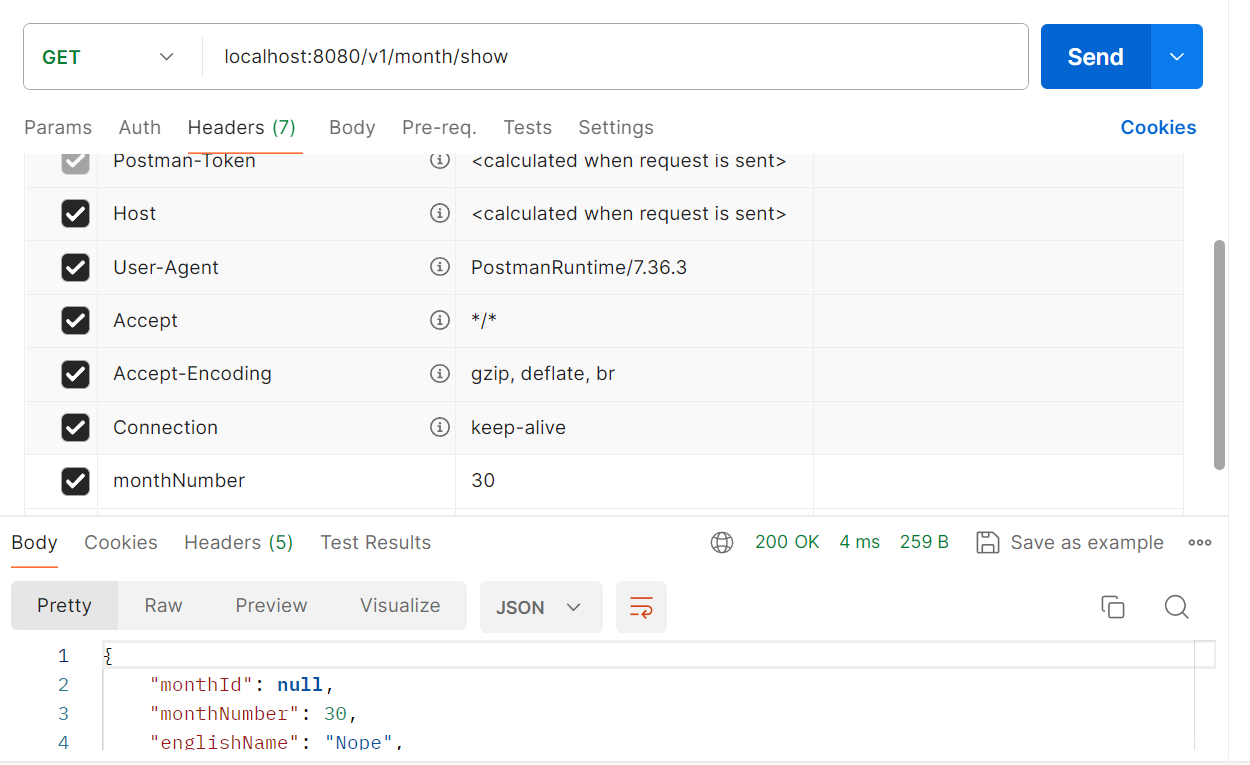 GET localhost:8080/v1/month/show Send
Params Auth Headers (7) Body Pre-req. Tests Settings Cookies
Postman-Token <calculated when request is sent>
Host <calculated when request is sent>
User-Agent PostmanRuntime/7.36.3
Accept */*
Accept-Encoding gzip, deflate, br
Connection keep-alive
monthNumber 30
Body Cookies Headers (5) Test Results 200 OK 4 ms 259 B Save as example
Pretty Raw Preview Visualize JSON
1 {
2 "monthId": null,
3 "monthNumber": 30,
4 "englishName": "Nope",